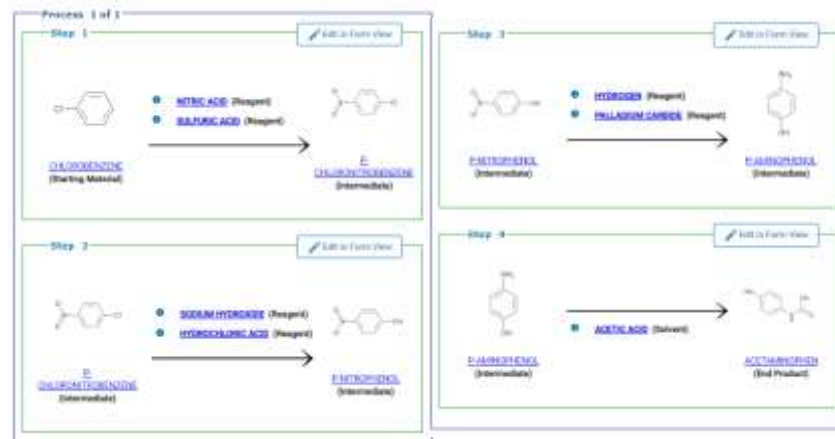 Process 1 of 1
Step 1
Edit in Form View
Cl
NITRIC ACID (Reagent)
SULFURIC ACID (Reagent)
CHLOROBENZENE
(Starting Material)
P-
CHLORONITROBENZENE
(Intermediate)
Step 2
Edit in Form View
SODIUM HYDROXIDE (Reagent)
HYDROCHLORIC ACID (Reagent)
P-
CHLORONITROBENZENE
(Intermediate)
P-NITROPHENOL
(Intermediate)
Step 3
Edit in Form View
HYDROGEN (Reagent)
PALLADIUM CARBIDE (Reagent)
P-NITROPHENOL
(Intermediate)
P-AMINOPHENOL
(Intermediate)
Step 4
Edit in Form View
ACETIC ACID (Solvent)
P-AMINOPHENOL
(Intermediate)
ACETAMINOPHEN
(End Product)